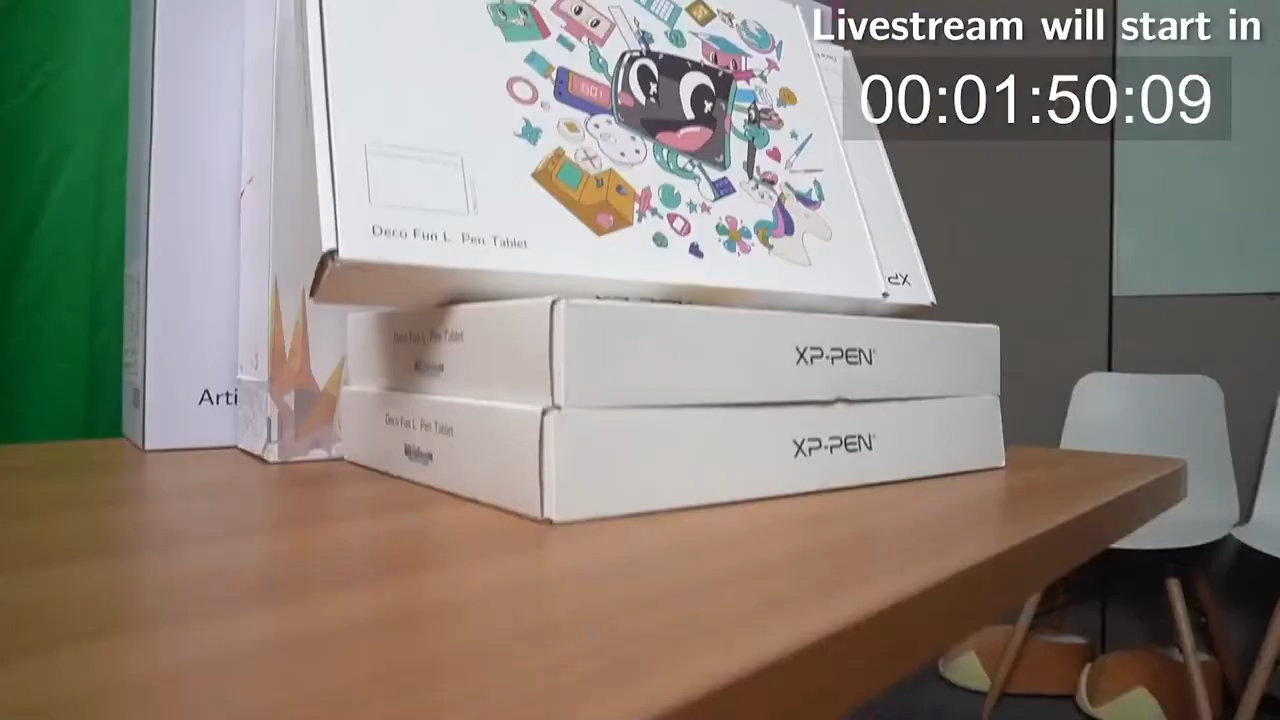 Livestream will start in
00:01:50:09
Deco Fun L Pen Tablet
XP
Deco Fun L Pen Tablet
XP-PEN
Deco Fun L Pen Tablet
XP-PEN
Arti